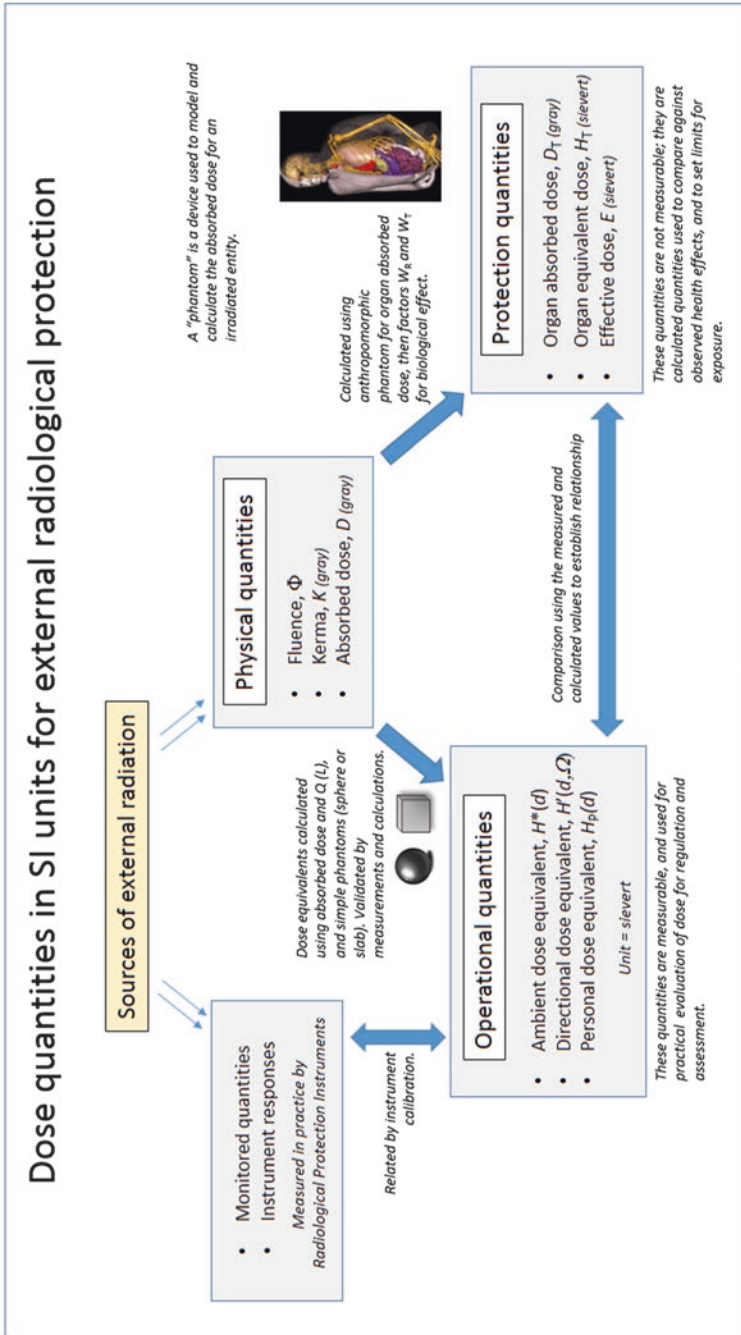 Dose quantities in SI units for external radiological protection
Sources of external radiation
A “phantom” is a device used to model and
calculate the absorbed dose for an
irradiated entity.
• Monitored quantities
• Instrument responses
Measured in practice by
Radiological Protection Instruments
Physical quantities
• Fluence, Φ
• Kerma, K (gray)
• Absorbed dose, D (gray)
Related by instrument
calibration.
Dose equivalents calculated
using absorbed dose and Q (L),
and simple phantoms (sphere or
slab). Validated by
measurements and calculations.
Calculated using
anthropomorphic
phantom for organ absorbed
dose, then factors W_R and W_T
for biological effect.
Operational quantities
• Ambient dose equivalent, H*(d)
• Directional dose equivalent, H’(d,Ω)
• Personal dose equivalent, H_P(d)
Unit = sievert
Comparison using the measured and
calculated values to establish relationship
Protection quantities
• Organ absorbed dose, D_T (gray)
• Organ equivalent dose, H_T (sievert)
• Effective dose, E (sievert)
These quantities are measurable, and used for
practical evaluation of dose for regulation and
assessment.
These quantities are not measurable; they are
calculated quantities used to compare against
observed health effects, and to set limits for
exposure.